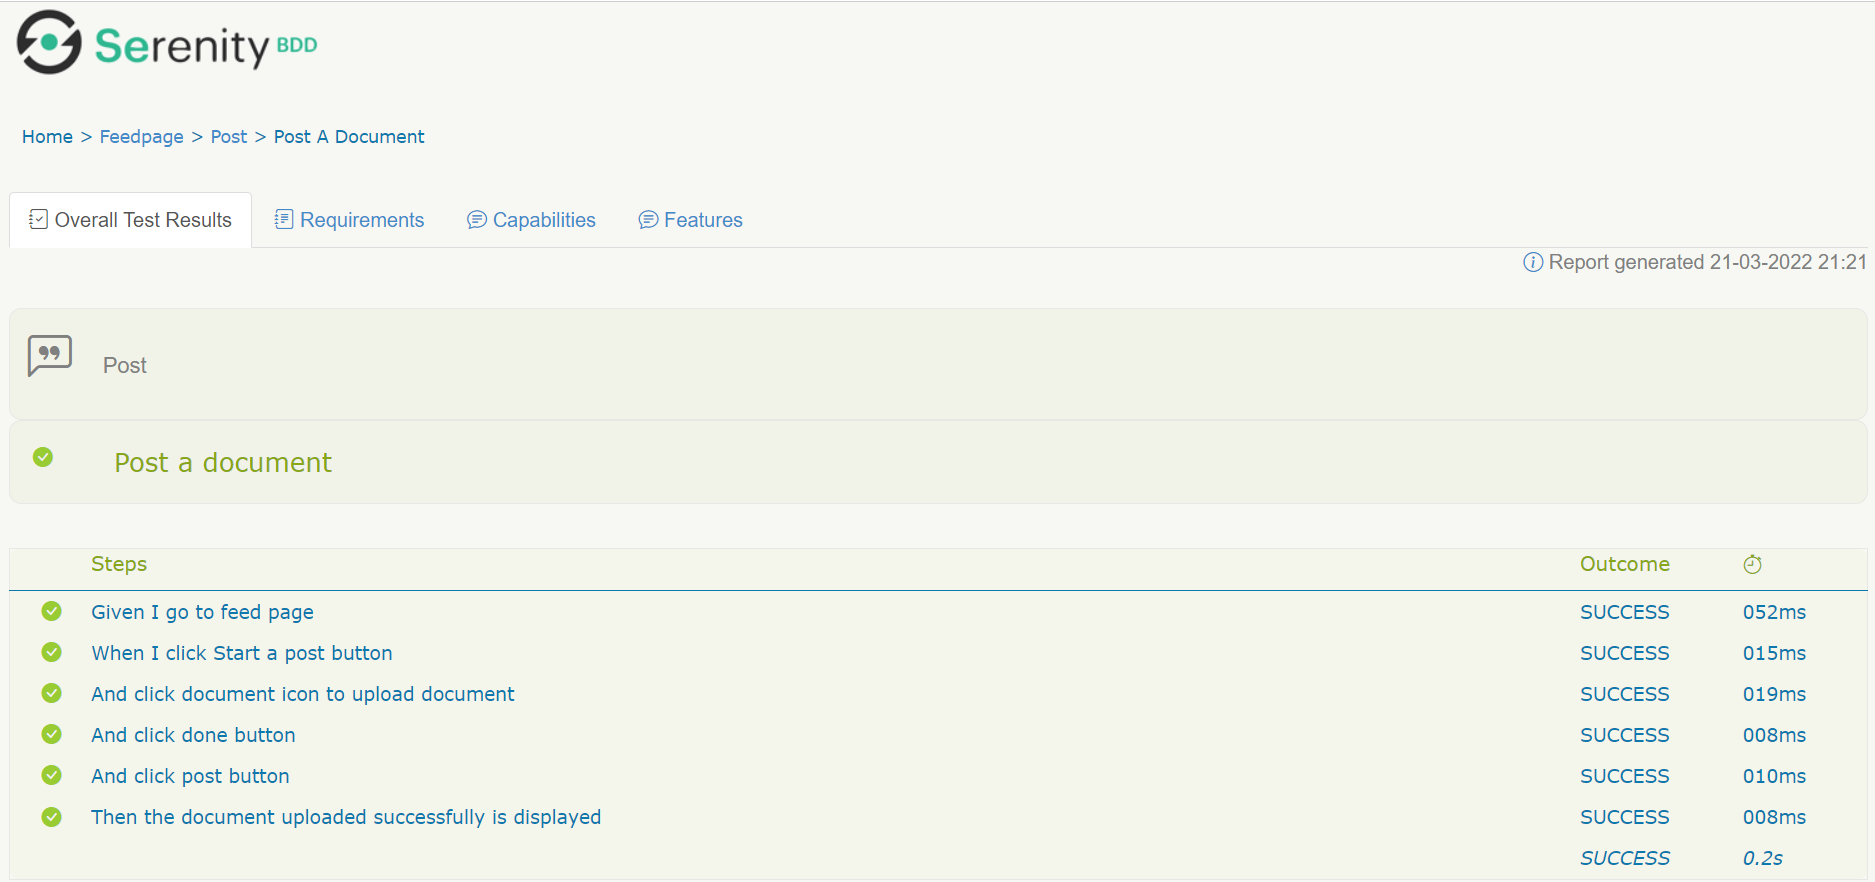 Serenity BDD
Home > Feedpage > Post > Post A Document
Overall Test Results Requirements Capabilities Features
Report generated 21-03-2022 21:21
Post
Post a document
Steps Outcome
Given I go to feed page SUCCESS 052ms
When I click Start a post button SUCCESS 015ms
And click document icon to upload document SUCCESS 019ms
And click done button SUCCESS 008ms
And click post button SUCCESS 010ms
Then the document uploaded successfully is displayed SUCCESS 008ms
SUCCESS 0.2s